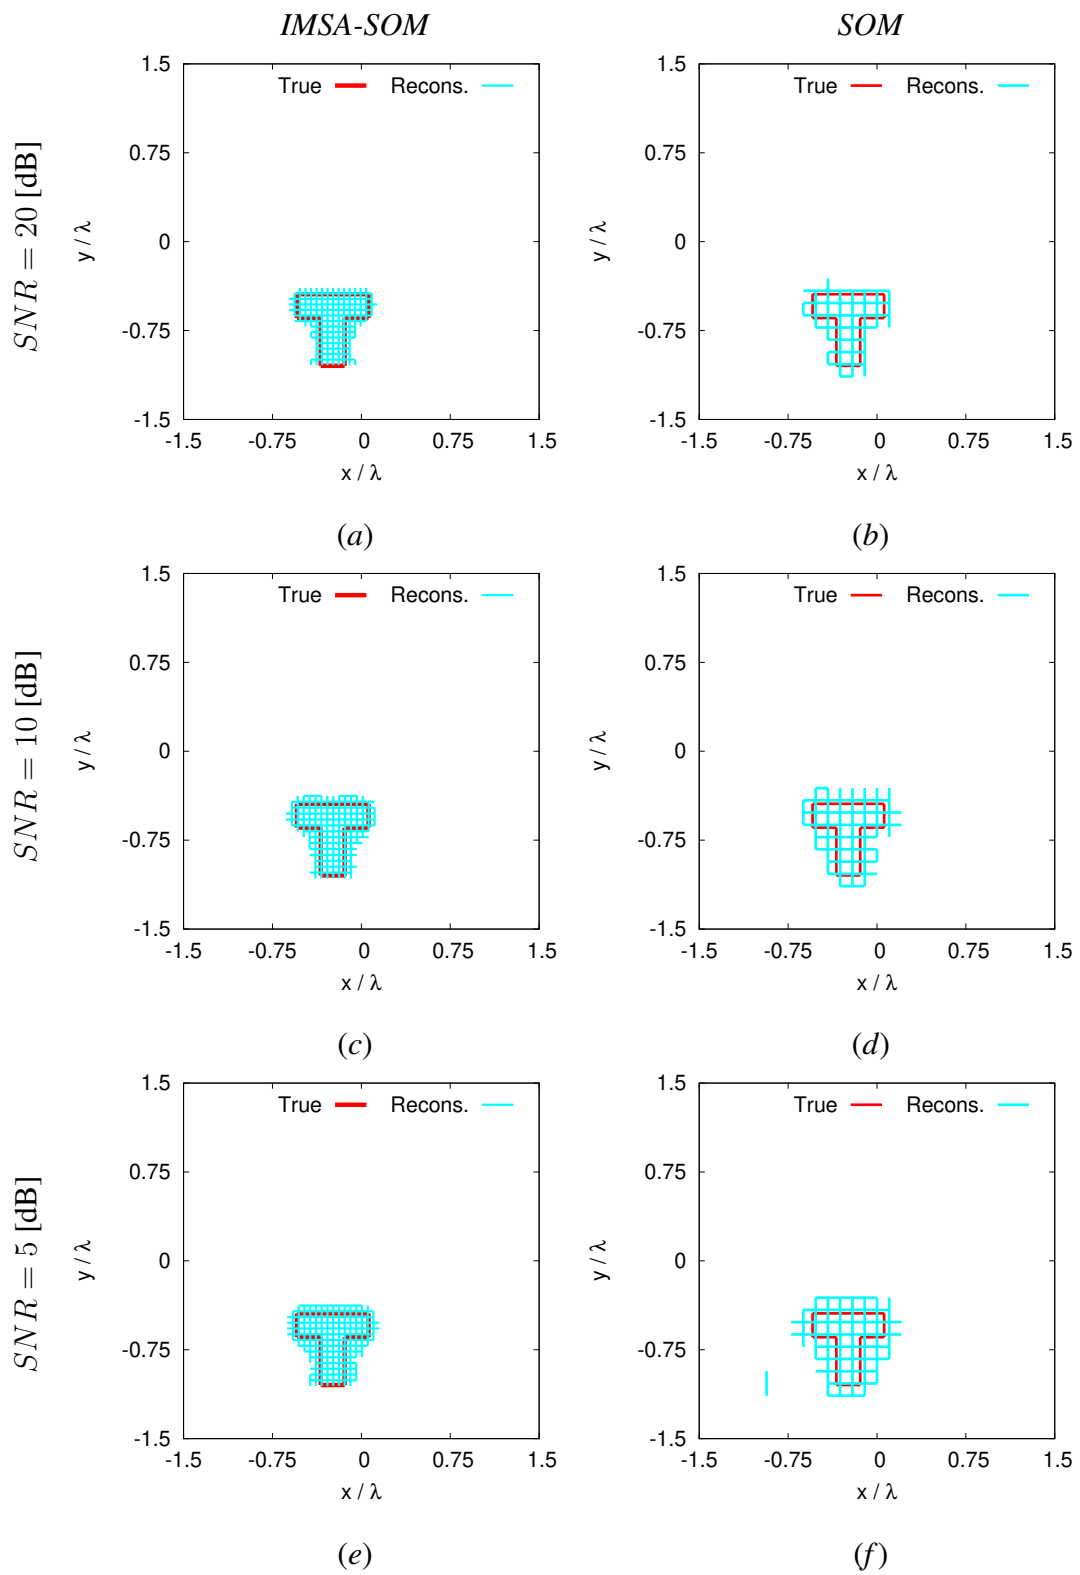 IMSA-SOM SOM
SNR = 20 [dB]
1.5 0.75 0 -0.75 -1.5
y / λ
True Recons.
-1.5 -0.75 0 0.75 1.5
x / λ
(a)
1.5 0.75 0 -0.75 -1.5
y / λ
True Recons.
-1.5 -0.75 0 0.75 1.5
x / λ
(b)
SNR = 10 [dB]
1.5 0.75 0 -0.75 -1.5
y / λ
True Recons.
-1.5 -0.75 0 0.75 1.5
x / λ
(c)
1.5 0.75 0 -0.75 -1.5
y / λ
True Recons.
-1.5 -0.75 0 0.75 1.5
x / λ
(d)
SNR = 5 [dB]
1.5 0.75 0 -0.75 -1.5
y / λ
True Recons.
-1.5 -0.75 0 0.75 1.5
x / λ
(e)
1.5 0.75 0 -0.75 -1.5
y / λ
True Recons.
-1.5 -0.75 0 0.75 1.5
x / λ
(f)